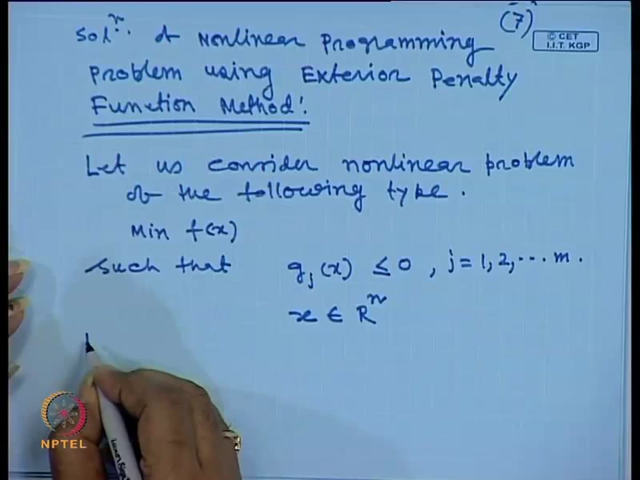 (7)
© CET
I.I.T. KGP
Solⁿ. of Nonlinear Programming
Problem using Exterior Penalty
Function Method:
Let us consider nonlinear problem
of the following type.
Min f(x)
such that g_j(x) ≤ 0, j = 1, 2, ... m.
x ∈ Rⁿ
NPTEL